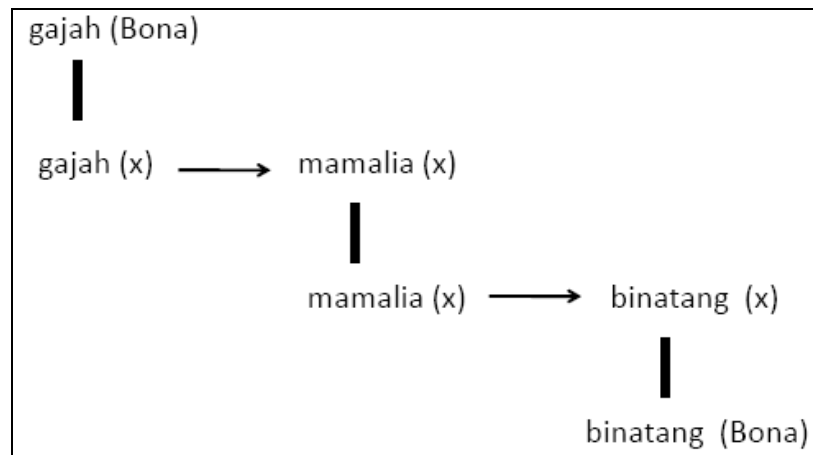 gajah (Bona)
gajah (x) → mamalia (x)
mamalia (x) → binatang (x)
binatang (Bona)